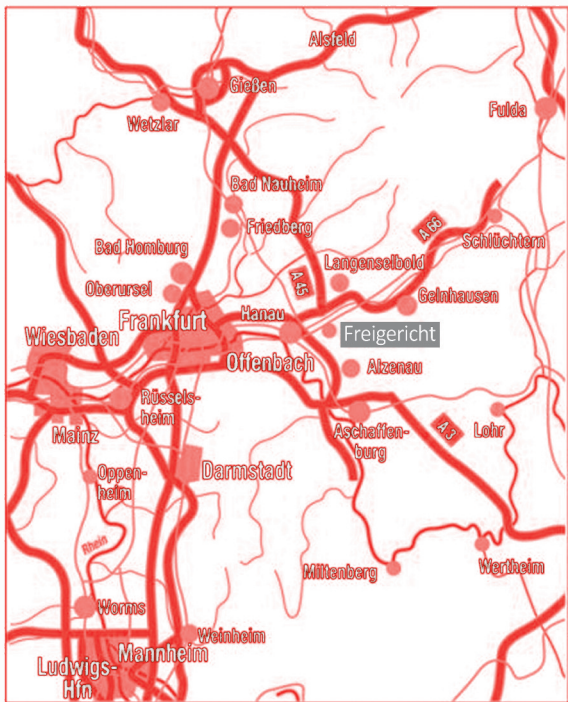 Alsfeld
Gießen
Wetzlar
Fulda
Bad Nauheim
Friedberg
A 66
Schlüchtern
Bad Homburg
Langenselbold
A 45
Oberursel
Gelnhausen
Frankfurt
Hanau
Freigericht
Wiesbaden
Offenbach
Alzenau
Rüssels-
heim
Mainz
Aschaffen-
burg
A 3
Lohr
Oppen-
heim
Darmstadt
Rhein
Miltenberg
Wertheim
Worms
Weinheim
Mannheim
Ludwigs-
Hfn